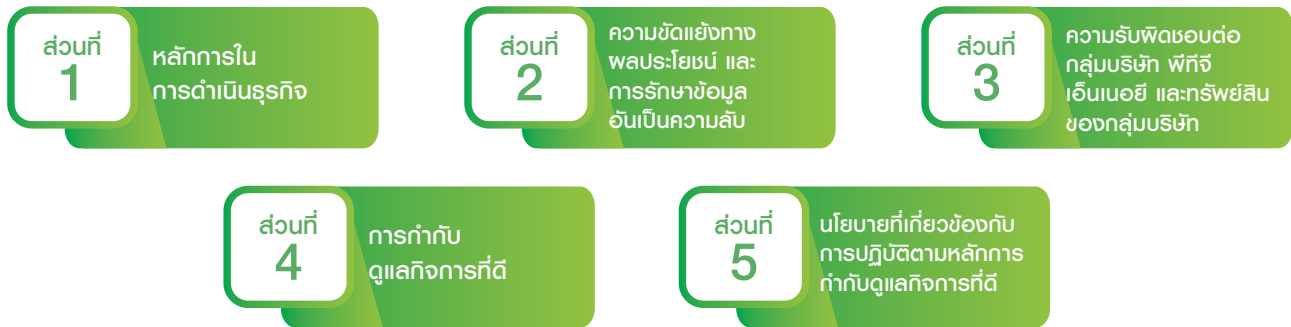 ส่วนที่
1
หลักการใน
การดำเนินธุรกิจ
ส่วนที่
2
ความขัดแย้งทาง
ผลประโยชน์ และ
การรักษาข้อมูล
อันเป็นความลับ
ส่วนที่
3
ความรับผิดชอบต่อ
กลุ่มบริษัท พีทีจี
เอ็นเนอยี และทรัพย์สิน
ของกลุ่มบริษัท
ส่วนที่
4
การกำกับ
ดูแลกิจการที่ดี
ส่วนที่
5
นโยบายที่เกี่ยวข้องกับ
การปฏิบัติตามหลักการ
กำกับดูแลกิจการที่ดี